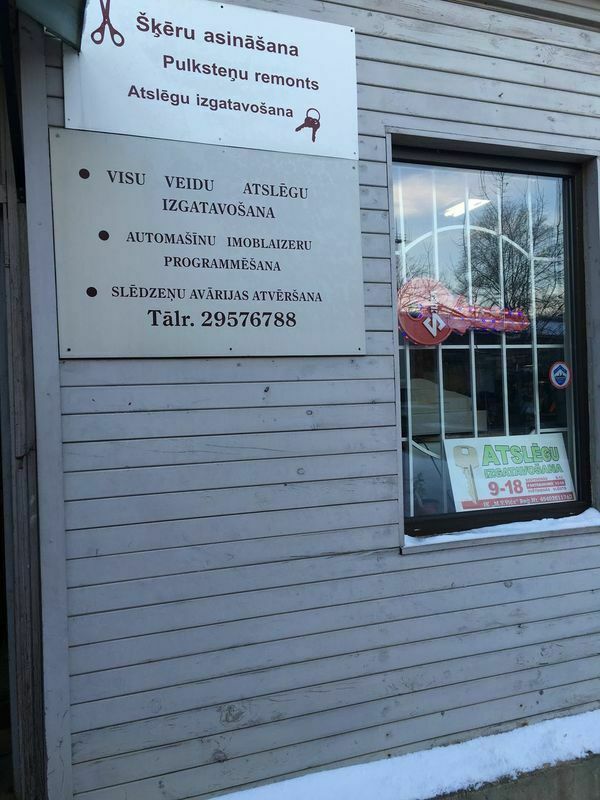 Šķēru asināšana
Pulksteņu remonts
Atslēgu izgatavošana
● VISU VEIDU ATSLĒGU
IZGATAVOŠANA
● AUTOMAŠĪNU IMOBLAIZERU
PROGRAMMĒŠANA
● SLĒDZEŅU AVĀRIJAS ATVĒRŠANA
Tālr. 29576788
ATSLĒGU
IZGATAVOŠANA
9-18